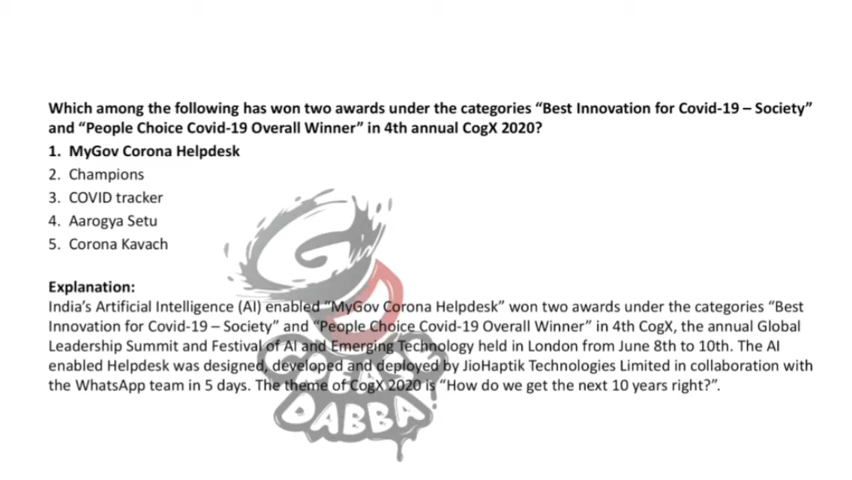 Which among the following has won two awards under the categories “Best Innovation for Covid-19 – Society”
and “People Choice Covid-19 Overall Winner” in 4th annual CogX 2020?
1. MyGov Corona Helpdesk
2. Champions
3. COVID tracker
4. Aarogya Setu
5. Corona Kavach
Explanation:
India’s Artificial Intelligence (AI) enabled “MyGov Corona Helpdesk” won two awards under the categories “Best
Innovation for Covid-19 – Society” and “People Choice Covid-19 Overall Winner” in 4th CogX, the annual Global
Leadership Summit and Festival of AI and Emerging Technology held in London from June 8th to 10th. The AI
enabled Helpdesk was designed, developed and deployed by JioHaptik Technologies Limited in collaboration with
the WhatsApp team in 5 days. The theme of CogX 2020 is “How do we get the next 10 years right?”.
DABBA